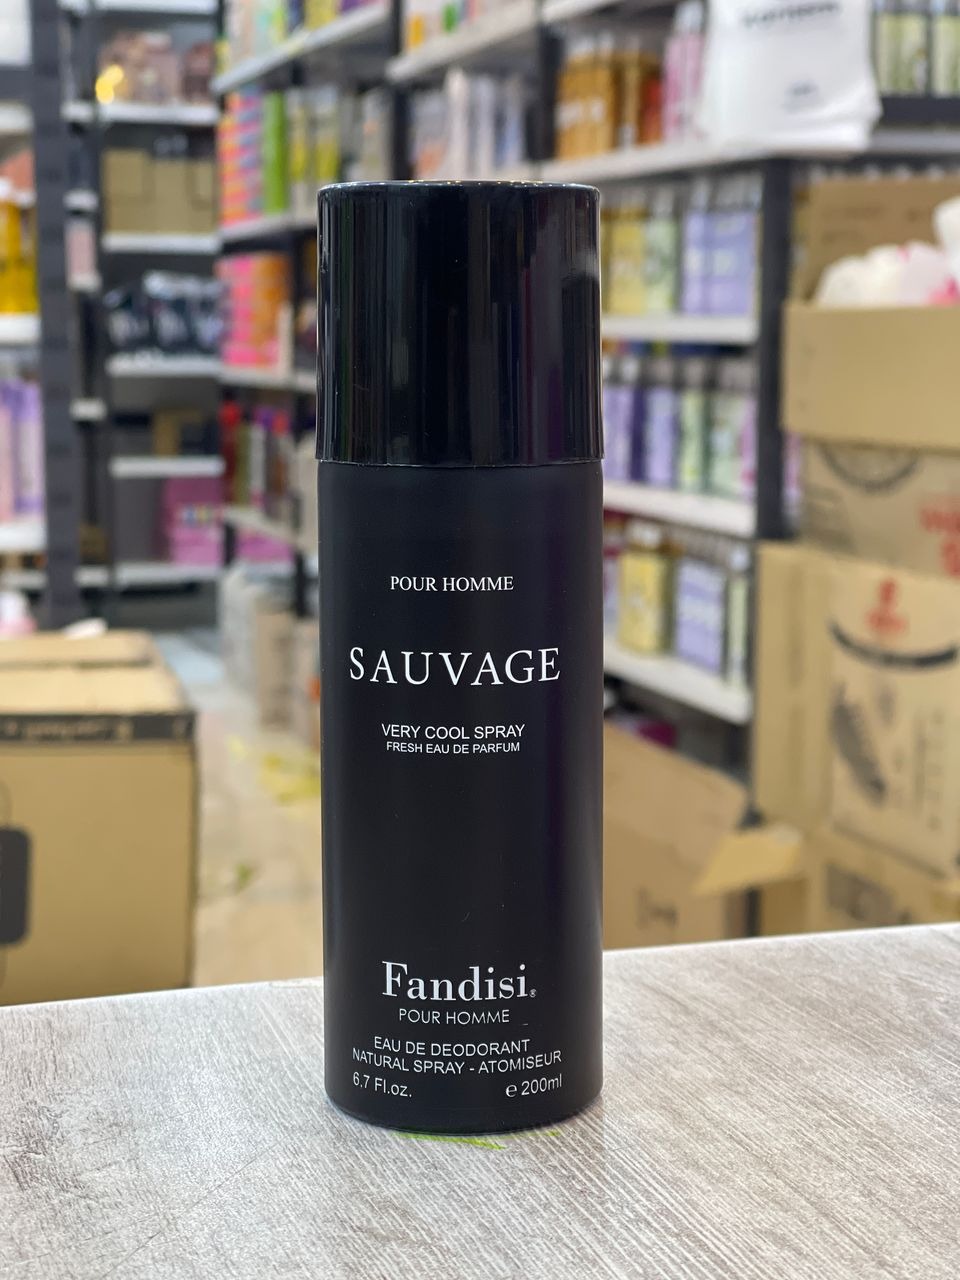 POUR HOMME
SAUVAGE
VERY COOL SPRAY
FRESH EAU DE PARFUM
Fandisi®
POUR HOMME
EAU DE DEODORANT
NATURAL SPRAY - ATOMISEUR
6.7 Fl.oz. ℮ 200ml